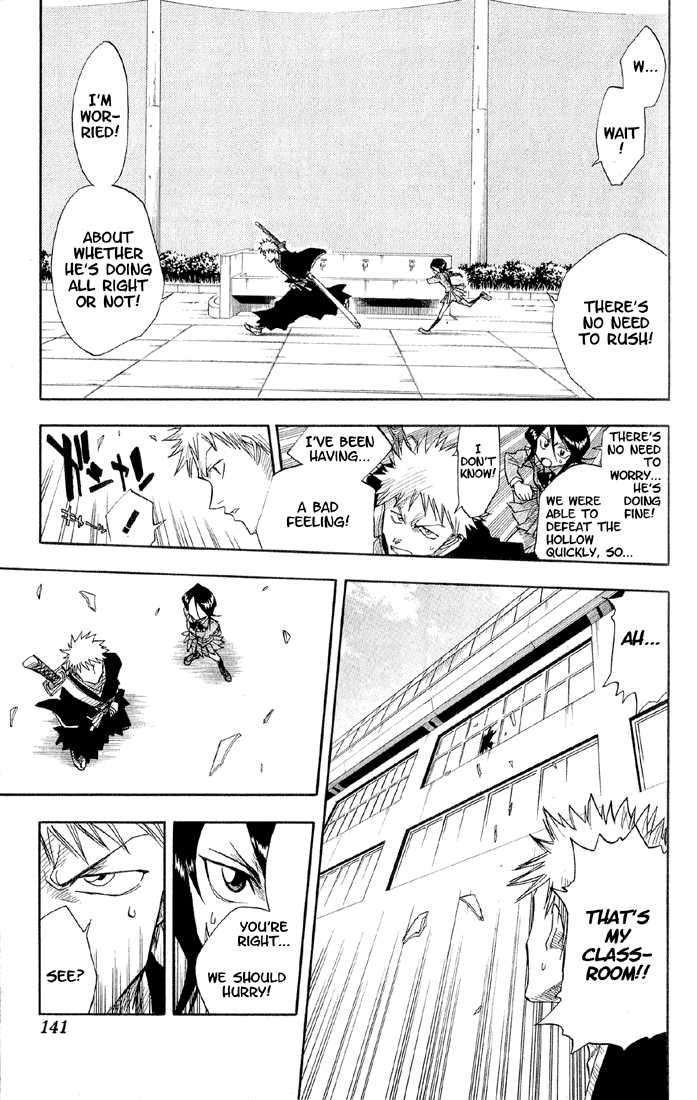 W...
WAIT
!
THERE'S
NO NEED
TO
RUSH!
I'M
WOR-
RIED!
ABOUT
WHETHER
HE'S DOING
ALL RIGHT
OR NOT!
THERE'S
NO NEED
TO
WORRY...
HE'S
DOING
FINE!
WE WERE
ABLE TO
DEFEAT THE
HOLLOW
QUICKLY, SO...
I
DON'T
KNOW!
I'VE BEEN
HAVING...
A BAD
FEELING!
!
AH...
THAT'S
MY
CLASS-
ROOM!!
YOU'RE
RIGHT...
WE SHOULD
HURRY!
SEE?
141